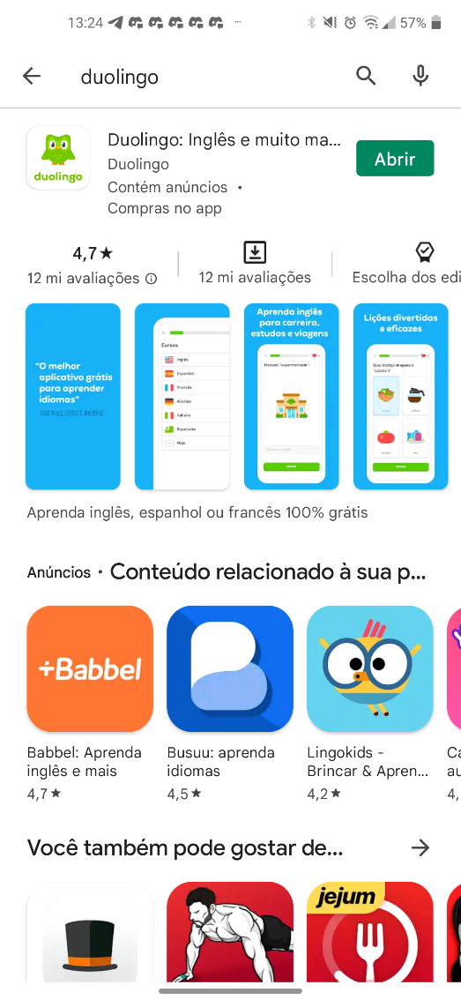 13:24
57%
duolingo
Duolingo: Inglês e muito ma...
Duolingo
Contém anúncios •
Compras no app
Abrir
duolingo
4,7★
12 mi avaliações
12 mi avaliações
Escolha dos edi
"O melhor
aplicativo grátis
para aprender
idiomas"
THE WALL STREET JOURNAL
Cursos
Inglês
Espanhol
Francês
Alemão
Italiano
Esperanto
Mais
Aprenda inglês
para carreira,
estudos e viagens
Traduza "supermercado":
Lições divertidas
e eficazes
Aprenda inglês, espanhol ou francês 100% grátis
Anúncios • Conteúdo relacionado à sua p...
+Babbel
Babbel: Aprenda
inglês e mais
4,7★
Busuu: aprenda
idiomas
4,5★
Lingokids -
Brincar & Apren...
4,2★
Ca
au
4,
Você também pode gostar de...
jejum